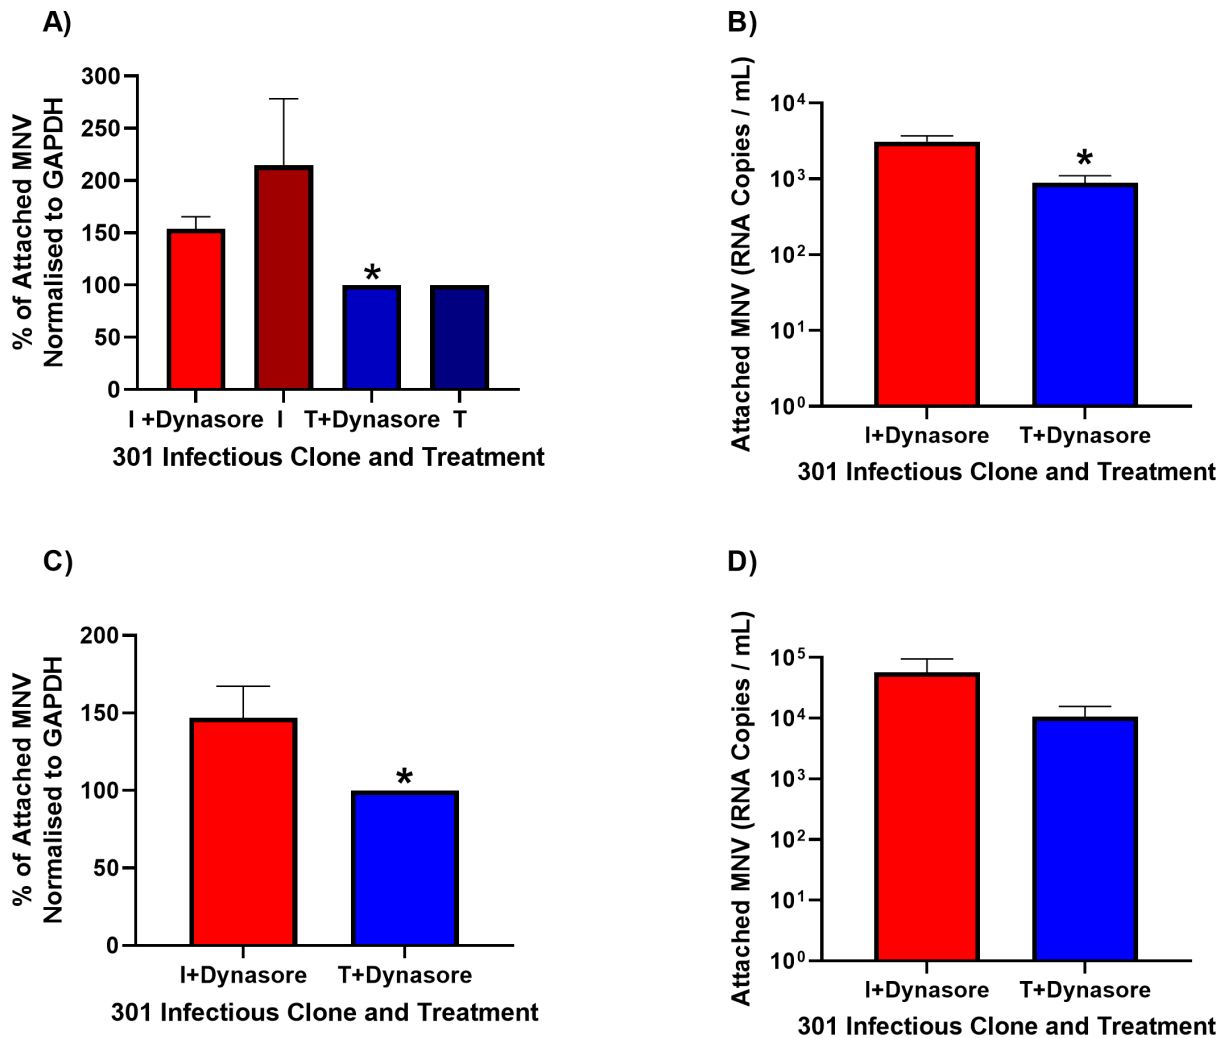 A)
% of Attached MNV
Normalised to GAPDH
300
250
200
150
100
50
0
*
I +Dynasore I T+Dynasore T
301 Infectious Clone and Treatment
B)
Attached MNV (RNA Copies / mL)
10⁴
10³
10²
10¹
10⁰
*
I+Dynasore T+Dynasore
301 Infectious Clone and Treatment
C)
% of Attached MNV
Normalised to GAPDH
200
150
100
50
0
*
I+Dynasore T+Dynasore
301 Infectious Clone and Treatment
D)
Attached MNV (RNA Copies / mL)
10⁵
10⁴
10³
10²
10¹
10⁰
I+Dynasore T+Dynasore
301 Infectious Clone and Treatment